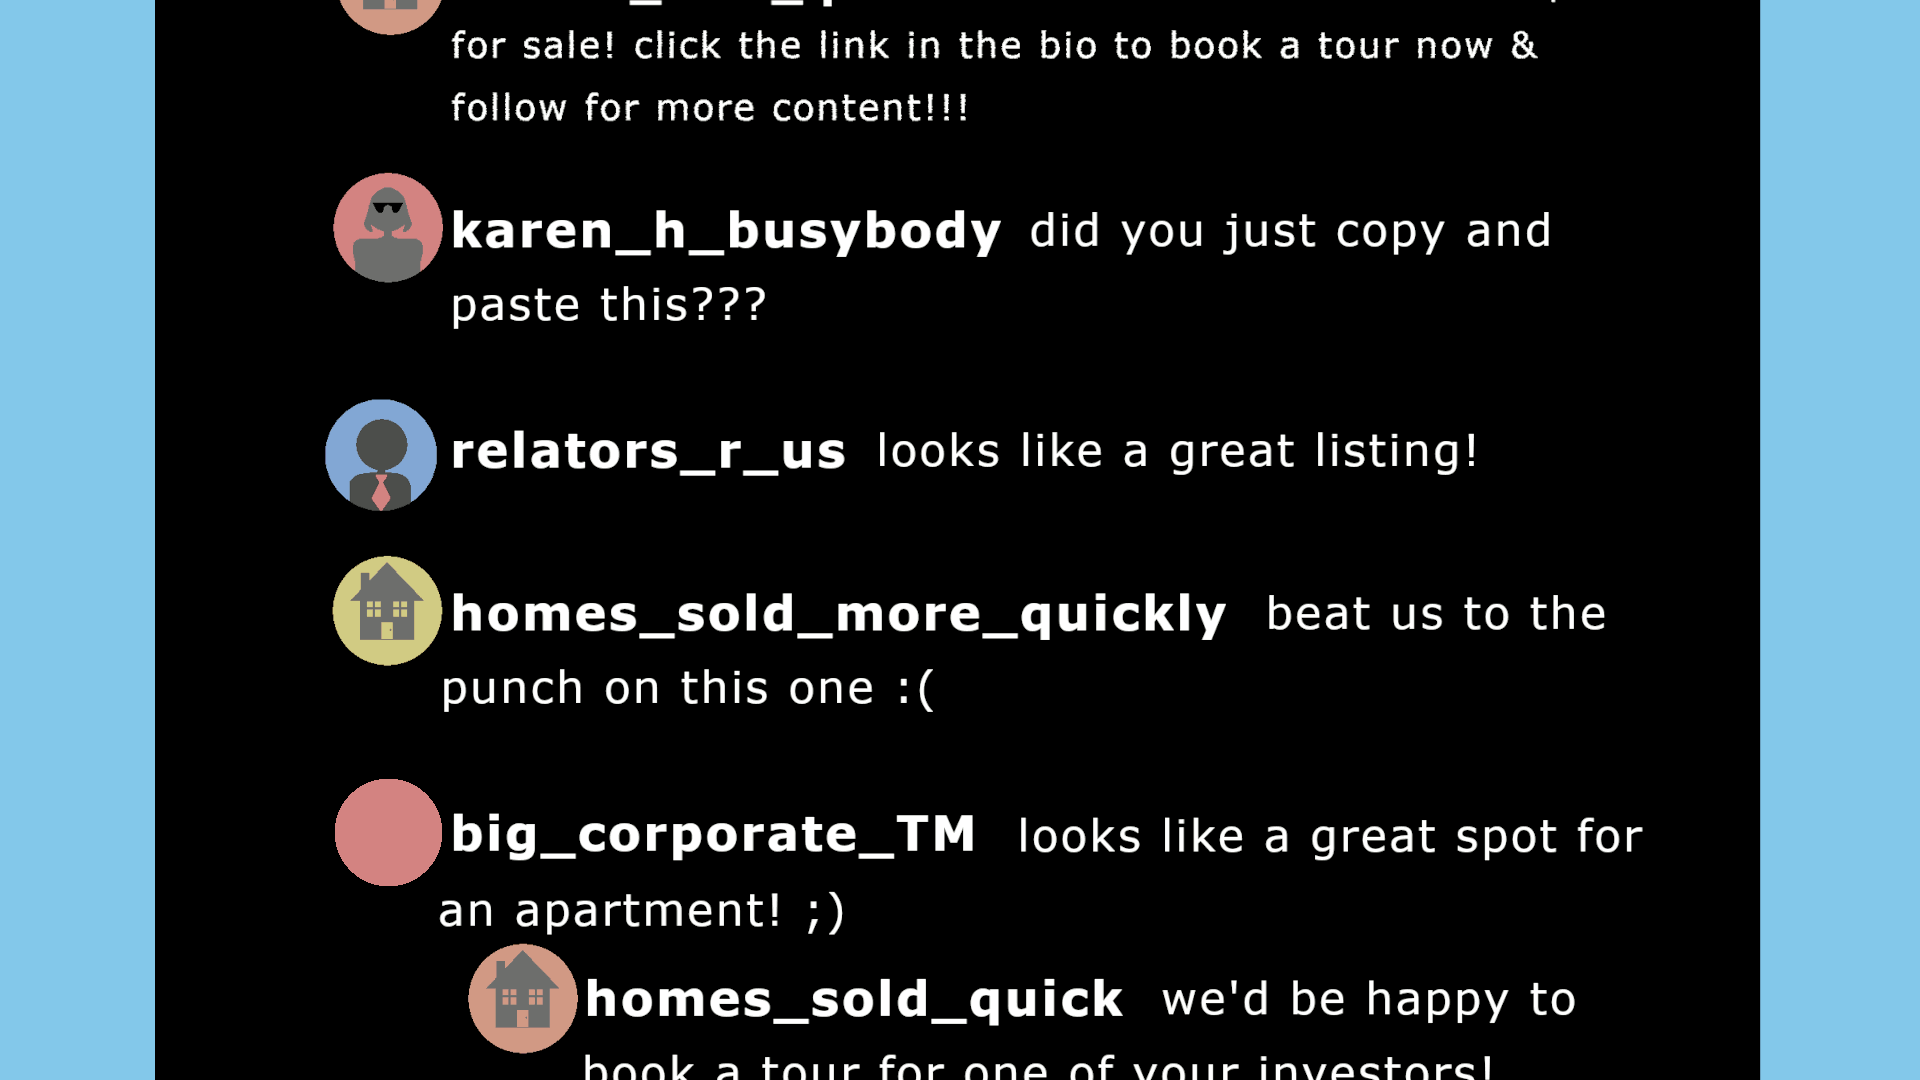 for sale! click the link in the bio to book a tour now &
follow for more content!!!
karen_h_busybody did you just copy and
paste this???
relators_r_us looks like a great listing!
homes_sold_more_quickly beat us to the
punch on this one :(
big_corporate_TM looks like a great spot for
an apartment! ;)
homes_sold_quick we'd be happy to
book a tour for one of your investors!